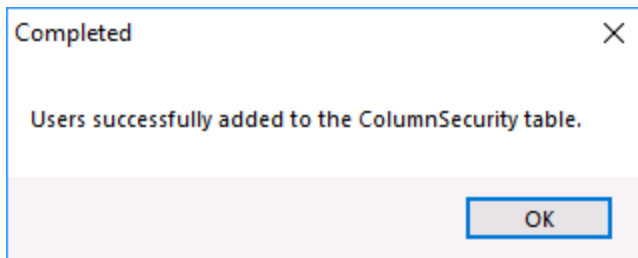 Completed
Users successfully added to the ColumnSecurity table.
OK